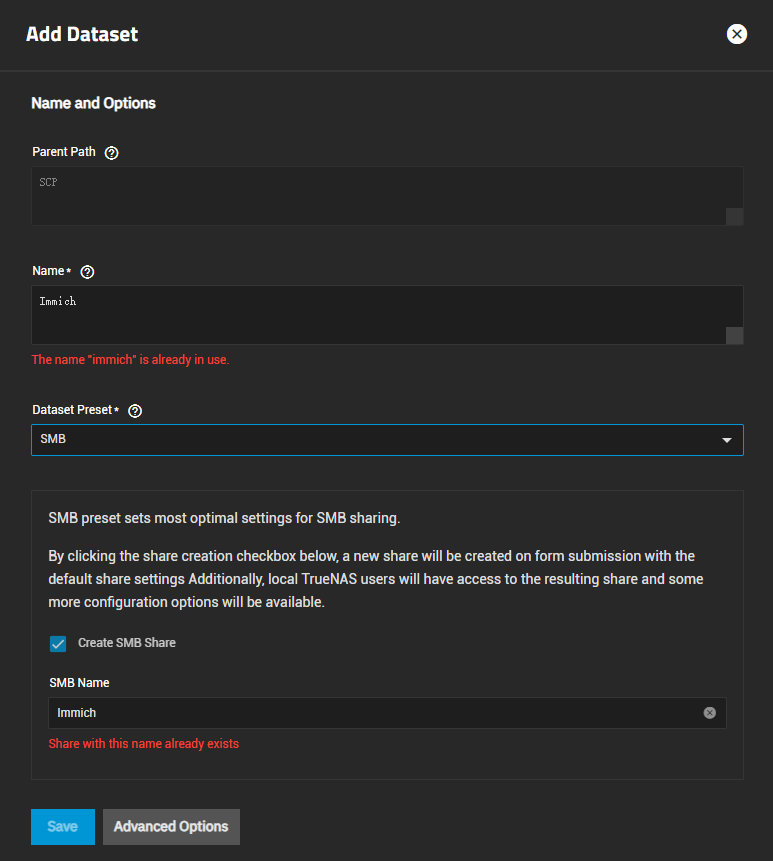 Add Dataset
Name and Options
Parent Path
SCP
Name*
Immich
The name "immich" is already in use.
Dataset Preset*
SMB
SMB preset sets most optimal settings for SMB sharing.
By clicking the share creation checkbox below, a new share will be created on form submission with the
default share settings Additionally, local TrueNAS users will have access to the resulting share and some
more configuration options will be available.
Create SMB Share
SMB Name
Immich
Share with this name already exists
Save
Advanced Options